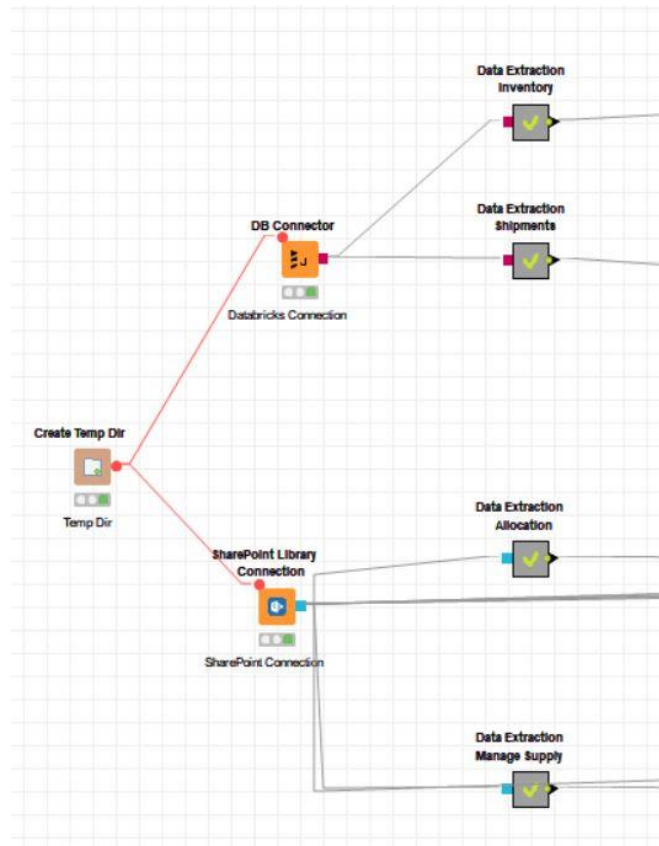 Data Extraction
Inventory
Data Extraction
Shipments
DB Connector
Databricks Connection
Create Temp Dir
Temp Dir
Data Extraction
Allocation
SharePoint Library
Connection
SharePoint Connection
Data Extraction
Manage Supply